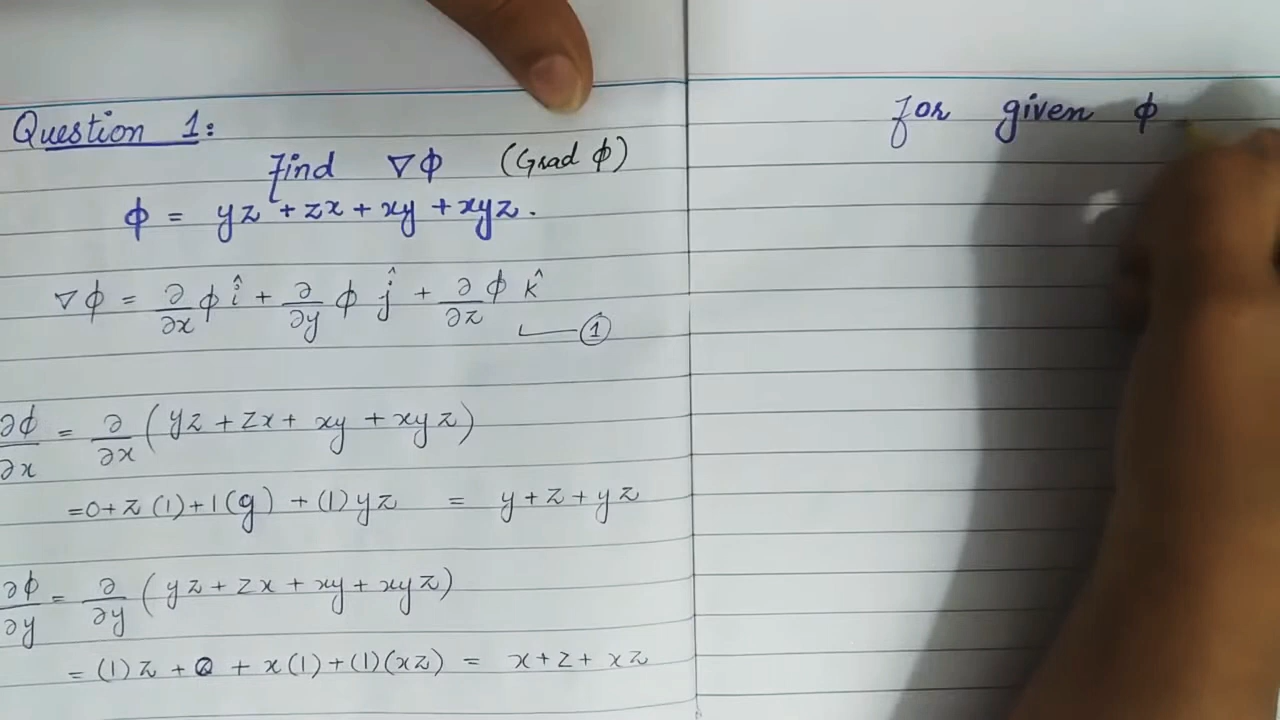 Question 1:
Find ∇ϕ (Grad ϕ) for given ϕ
ϕ = yz + zx + xy + xyz.
∇ϕ = ∂/∂x ϕ î + ∂/∂y ϕ ĵ + ∂/∂z ϕ k̂
①
∂ϕ/∂x = ∂/∂x (yz + zx + xy + xyz)
= 0 + z(1) + 1(y) + (1)yz = y + z + yz
∂ϕ/∂y = ∂/∂y (yz + zx + xy + xyz)
= (1)z + 0 + x(1) + (1)(xz) = x + z + xz